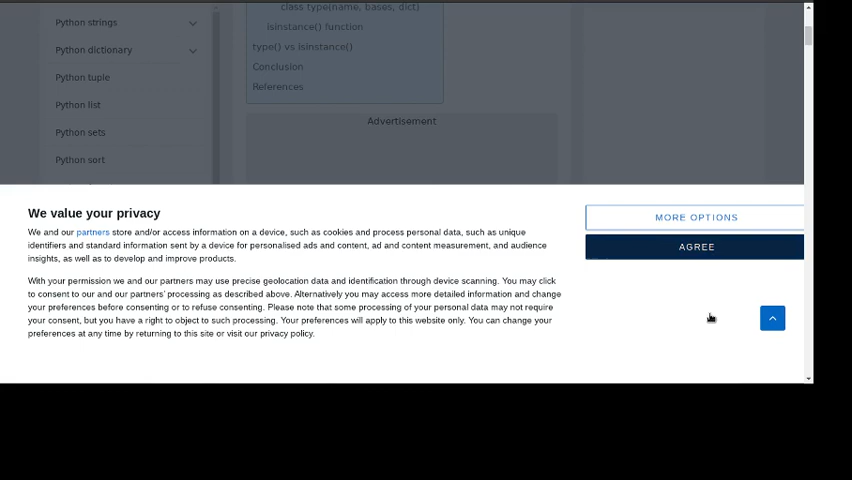 Python strings
Python dictionary
Python tuple
Python list
Python sets
Python sort
class type(name, bases, dict)
isinstance() function
type() vs isinstance()
Conclusion
References
Advertisement
We value your privacy
We and our partners store and/or access information on a device, such as cookies and process personal data, such as unique
identifiers and standard information sent by a device for personalised ads and content, ad and content measurement, and audience
insights, as well as to develop and improve products.
With your permission we and our partners may use precise geolocation data and identification through device scanning. You may click
to consent to our and our partners' processing as described above. Alternatively you may access more detailed information and change
your preferences before consenting or to refuse consenting. Please note that some processing of your personal data may not require
your consent, but you have a right to object to such processing. Your preferences will apply to this website only. You can change your
preferences at any time by returning to this site or visit our privacy policy.
MORE OPTIONS
AGREE